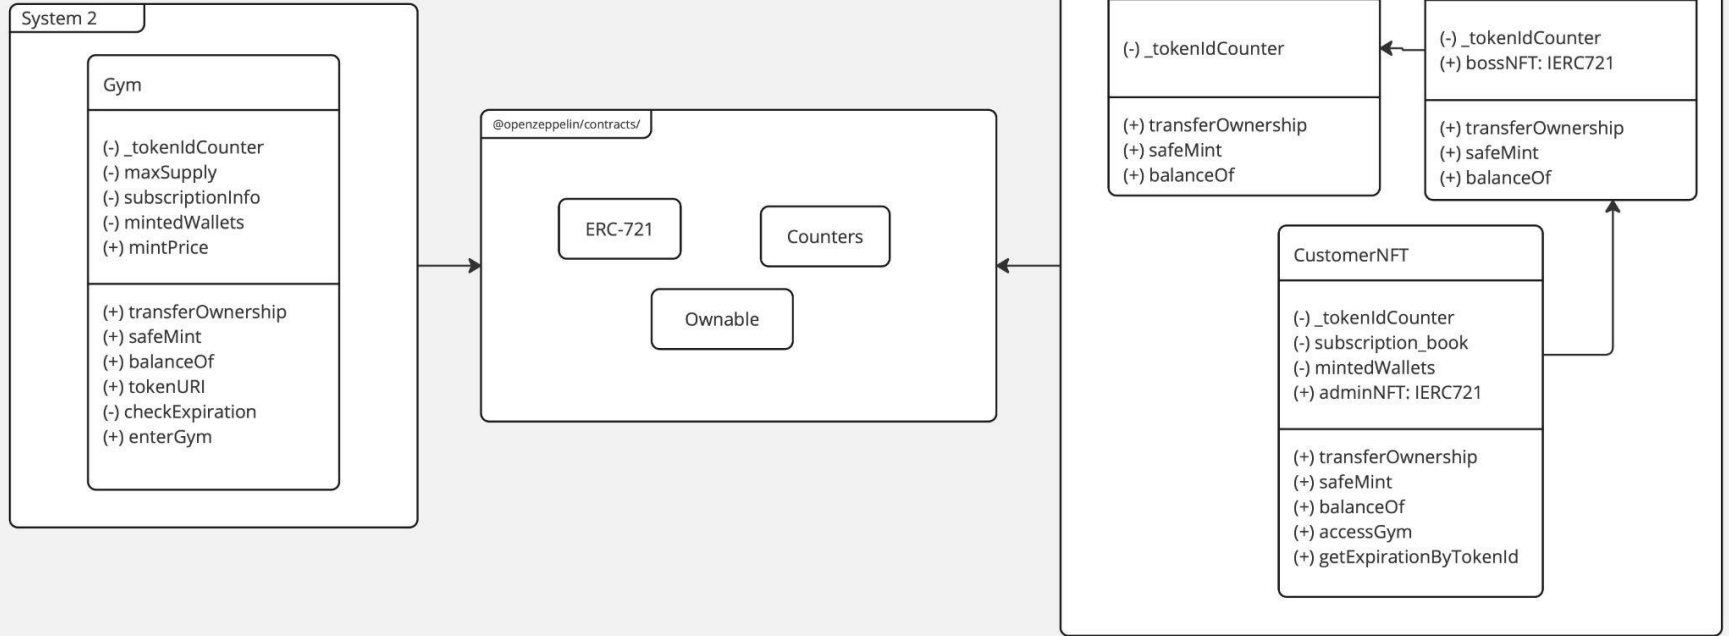 System 2
Gym
(-) _tokenIdCounter
(-) maxSupply
(-) subscriptionInfo
(-) mintedWallets
(+) mintPrice
(+) transferOwnership
(+) safeMint
(+) balanceOf
(+) tokenURI
(-) checkExpiration
(+) enterGym
@openzeppelin/contracts/
ERC-721
Counters
Ownable
(-) _tokenIdCounter
(+) transferOwnership
(+) safeMint
(+) balanceOf
(-) _tokenIdCounter
(+) bossNFT: IERC721
(+) transferOwnership
(+) safeMint
(+) balanceOf
CustomerNFT
(-) _tokenIdCounter
(-) subscription_book
(-) mintedWallets
(+) adminNFT: IERC721
(+) transferOwnership
(+) safeMint
(+) balanceOf
(+) accessGym
(+) getExpirationByTokenId